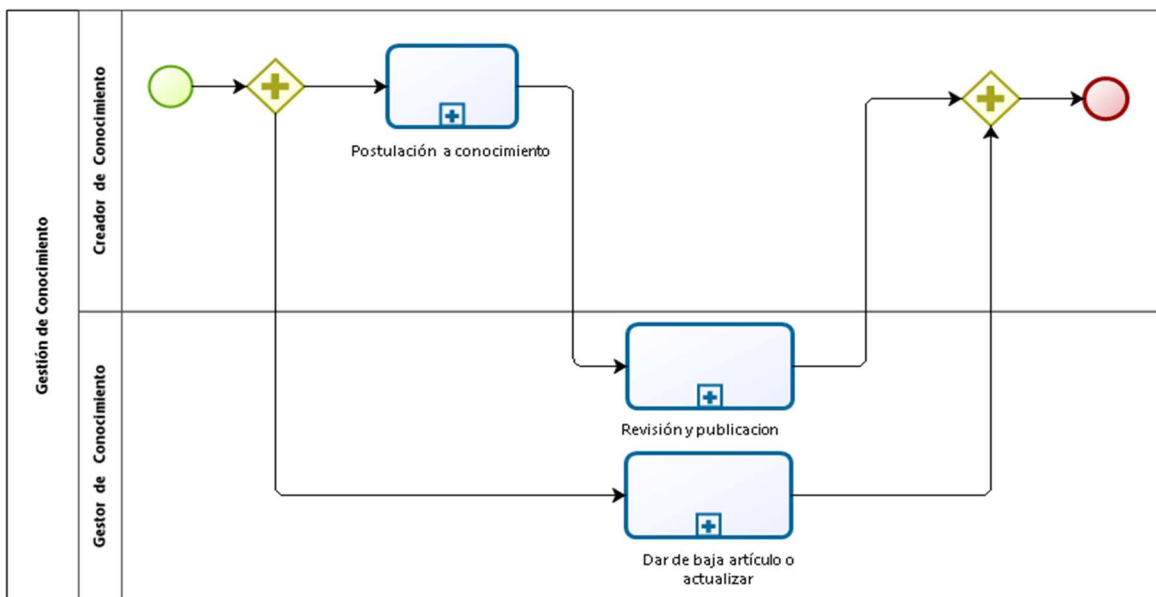 Gestión de Conocimiento
Creador de Conocimiento
Postulación a conocimiento
Gestor de Conocimiento
Revisión y publicacion
Dar de baja artículo o
actualizar